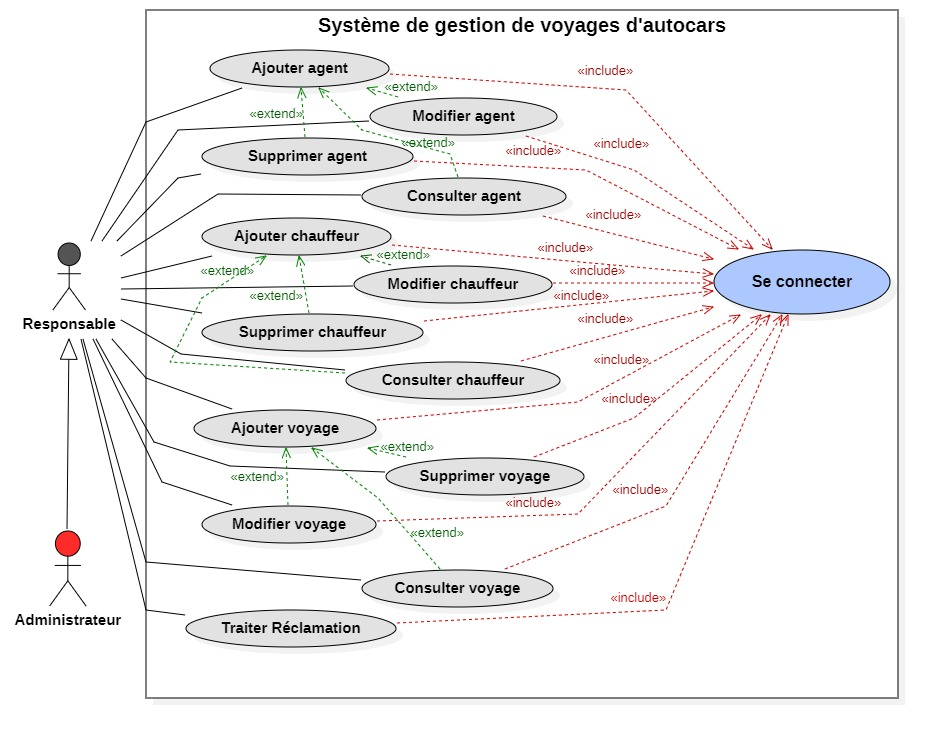 Système de gestion de voyages d'autocars
Ajouter agent
«include»
«extend»
«extend»
Modifier agent
«extend»
«include»
«include»
Supprimer agent
Consulter agent
«include»
Ajouter chauffeur
«include»
«extend»
«extend»
«include»
Modifier chauffeur
Se connecter
«extend»
«include»
Responsable
Supprimer chauffeur
«include»
«include»
Consulter chauffeur
«include»
Ajouter voyage
«extend»
«extend»
Supprimer voyage
«include»
«include»
Modifier voyage
«extend»
Consulter voyage
«include»
Administrateur
Traiter Réclamation